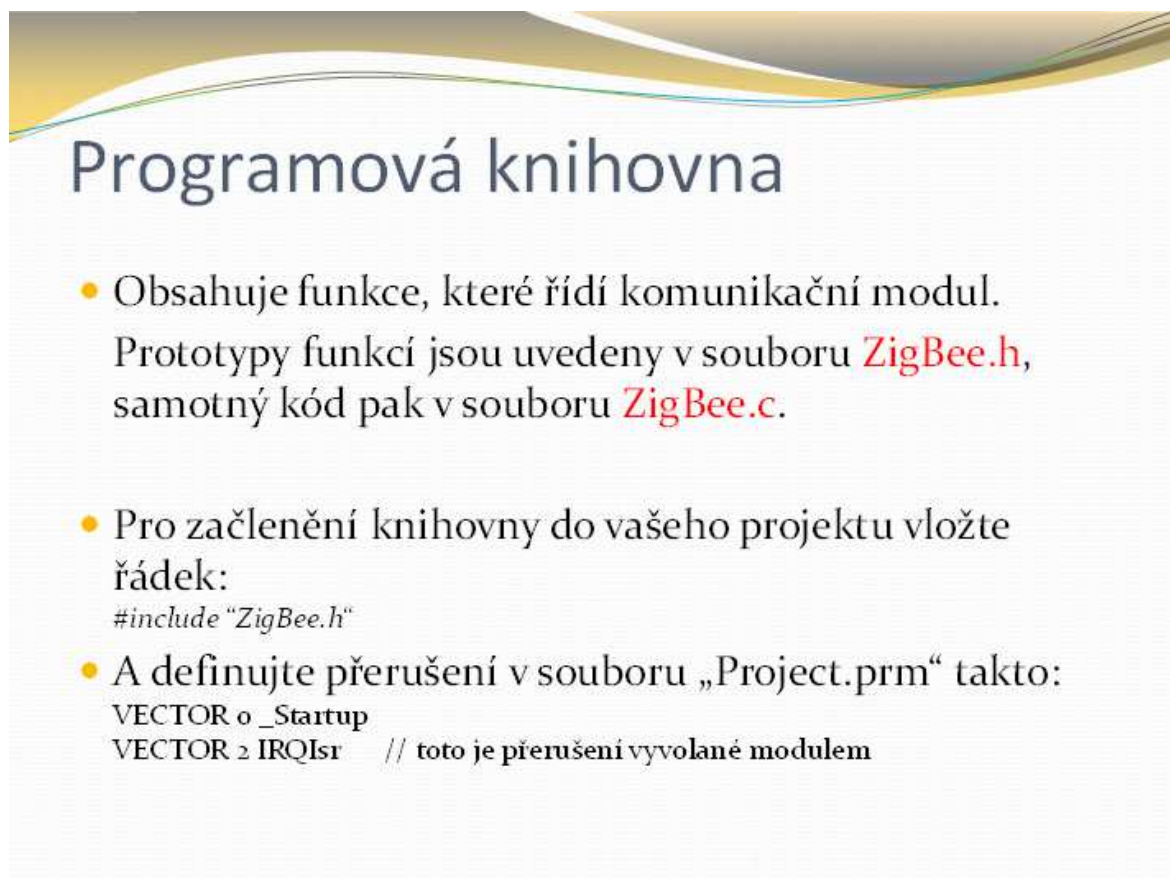 Programová knihovna
• Obsahuje funkce, které řídí komunikační modul.
Prototypy funkcí jsou uvedeny v souboru ZigBee.h,
samotný kód pak v souboru ZigBee.c.
• Pro začlenění knihovny do vašeho projektu vložte
řádek:
#include “ZigBee.h“
• A definujte přerušení v souboru „Project.prm“ takto:
VECTOR 0 _Startup
VECTOR 2 IRQIsr // toto je přerušení vyvolané modulem